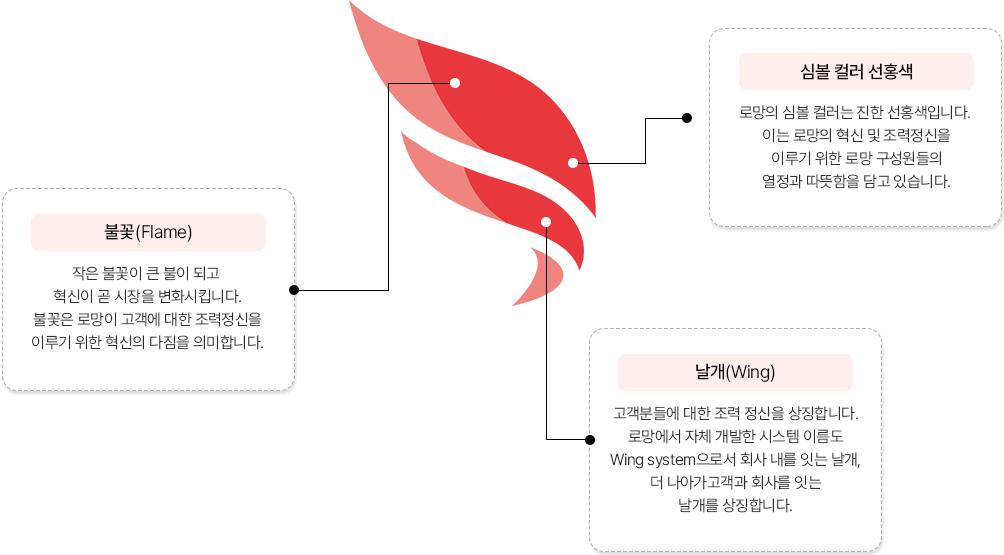 심볼 컬러 선홍색
로망의 심볼 컬러는 진한 선홍색입니다.
이는 로망의 혁신 및 조력정신을
이루기 위한 로망 구성원들의
열정과 따뜻함을 담고 있습니다.
불꽃(Flame)
작은 불꽃이 큰 불이 되고
혁신이 곧 시장을 변화시킵니다.
불꽃은 로망이 고객에 대한 조력정신을
이루기 위한 혁신의 다짐을 의미합니다.
날개(Wing)
고객분들에 대한 조력 정신을 상징합니다.
로망에서 자체 개발한 시스템 이름도
Wing system으로서 회사 내를 잇는 날개,
더 나아가고객과 회사를 잇는
날개를 상징합니다.